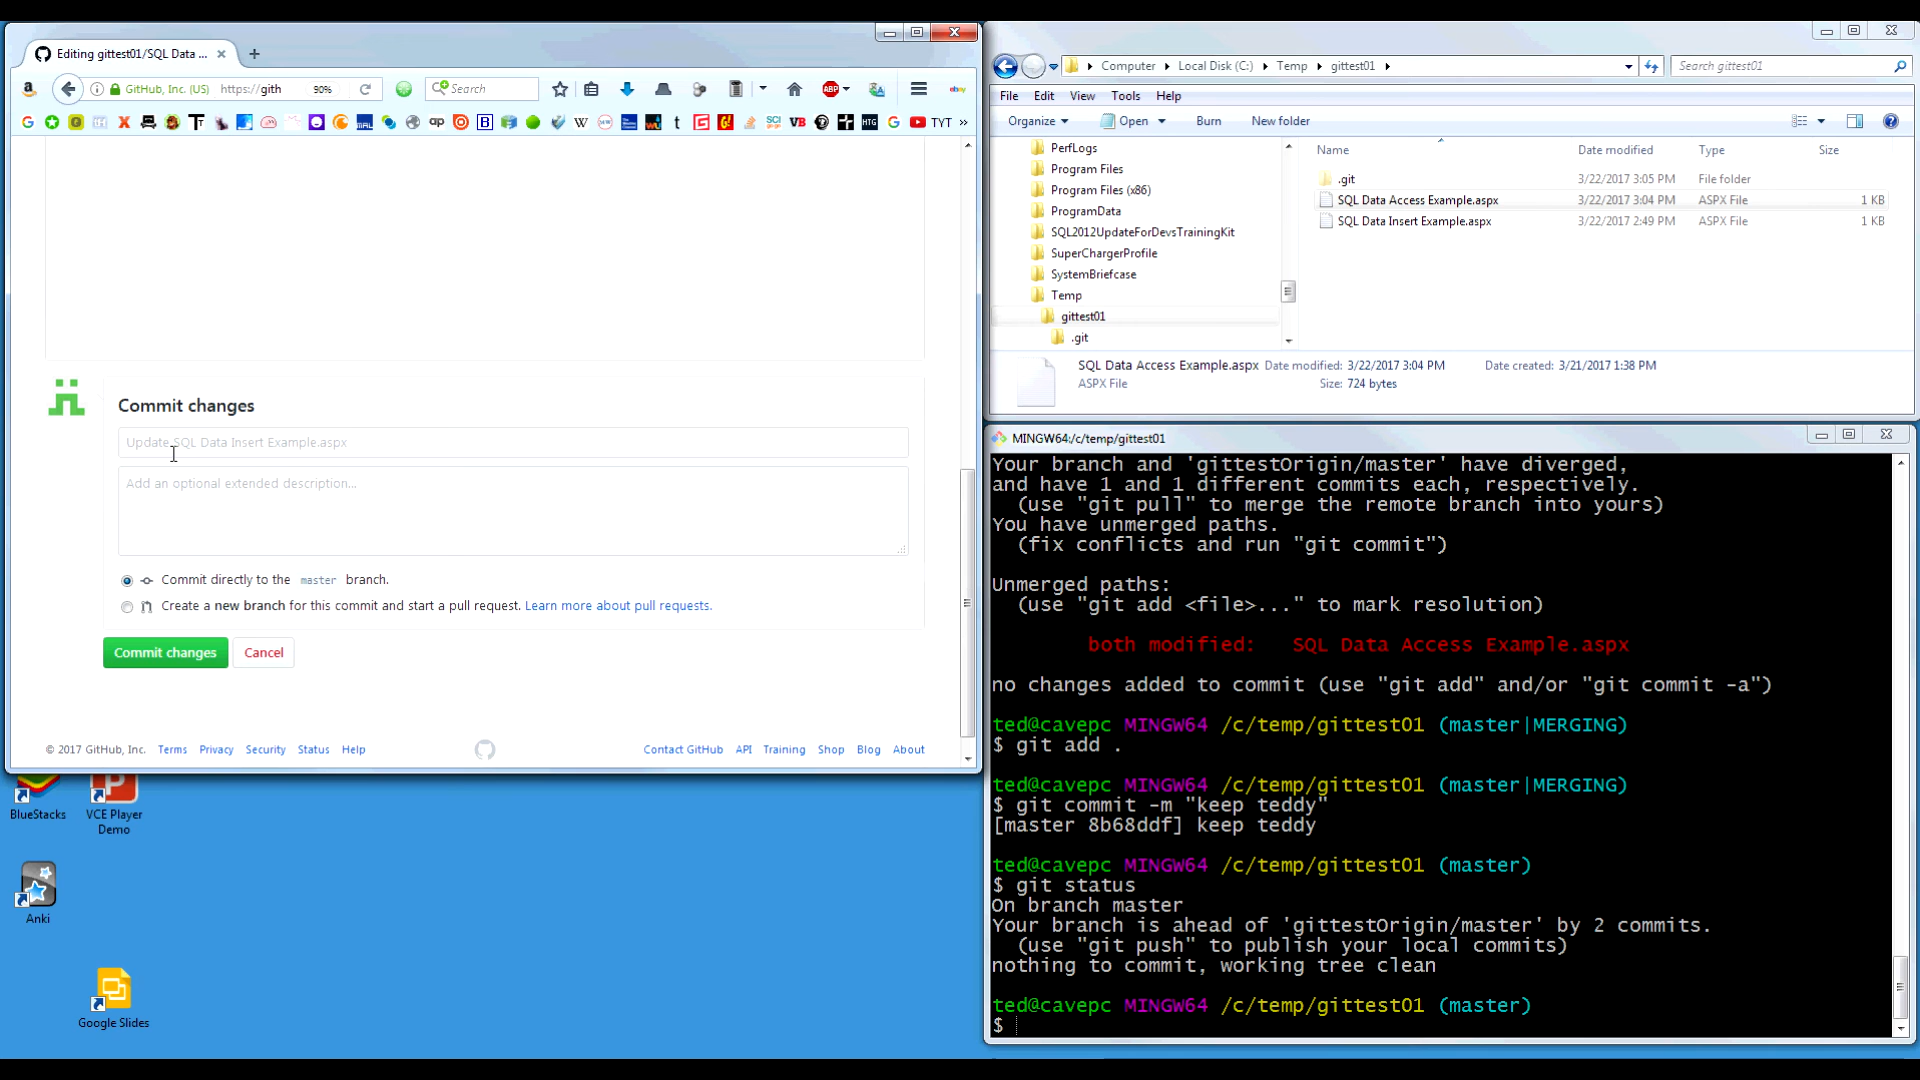 Editing gittest01/SQL Data ...
GitHub, Inc. (US)
https://gith
90%
Search
ABP
ebay
TYT
Commit changes
Update SQL Data Insert Example.aspx
Add an optional extended description...
Commit directly to the master branch.
Create a new branch for this commit and start a pull request. Learn more about pull requests.
Commit changes
Cancel
© 2017 GitHub, Inc. Terms Privacy Security Status Help
Contact GitHub API Training Shop Blog About
BlueStacks
VCE Player
Demo
Anki
Google Slides
Computer
Local Disk (C:)
Temp
gittest01
Search gittest01
File Edit View Tools Help
Organize
Open
Burn
New folder
PerfLogs
Program Files
Program Files (x86)
ProgramData
SQL2012UpdateForDevsTrainingKit
SuperChargerProfile
SystemBriefcase
Temp
gittest01
.git
Name Date modified Type Size
.git 3/22/2017 3:05 PM File folder
SQL Data Access Example.aspx 3/22/2017 3:04 PM ASPX File 1 KB
SQL Data Insert Example.aspx 3/22/2017 2:49 PM ASPX File 1 KB
SQL Data Access Example.aspx Date modified: 3/22/2017 3:04 PM Date created: 3/21/2017 1:38 PM
ASPX File Size: 724 bytes
MINGW64:/c/temp/gittest01
Your branch and 'gittestOrigin/master' have diverged,
and have 1 and 1 different commits each, respectively.
(use "git pull" to merge the remote branch into yours)
You have unmerged paths.
(fix conflicts and run "git commit")
Unmerged paths:
(use "git add <file>..." to mark resolution)
both modified: SQL Data Access Example.aspx
no changes added to commit (use "git add" and/or "git commit -a")
ted@cavepc MINGW64 /c/temp/gittest01 (master|MERGING)
$ git add .
ted@cavepc MINGW64 /c/temp/gittest01 (master|MERGING)
$ git commit -m "keep teddy"
[master 8b68ddf] keep teddy
ted@cavepc MINGW64 /c/temp/gittest01 (master)
$ git status
On branch master
Your branch is ahead of 'gittestOrigin/master' by 2 commits.
(use "git push" to publish your local commits)
nothing to commit, working tree clean
ted@cavepc MINGW64 /c/temp/gittest01 (master)
$